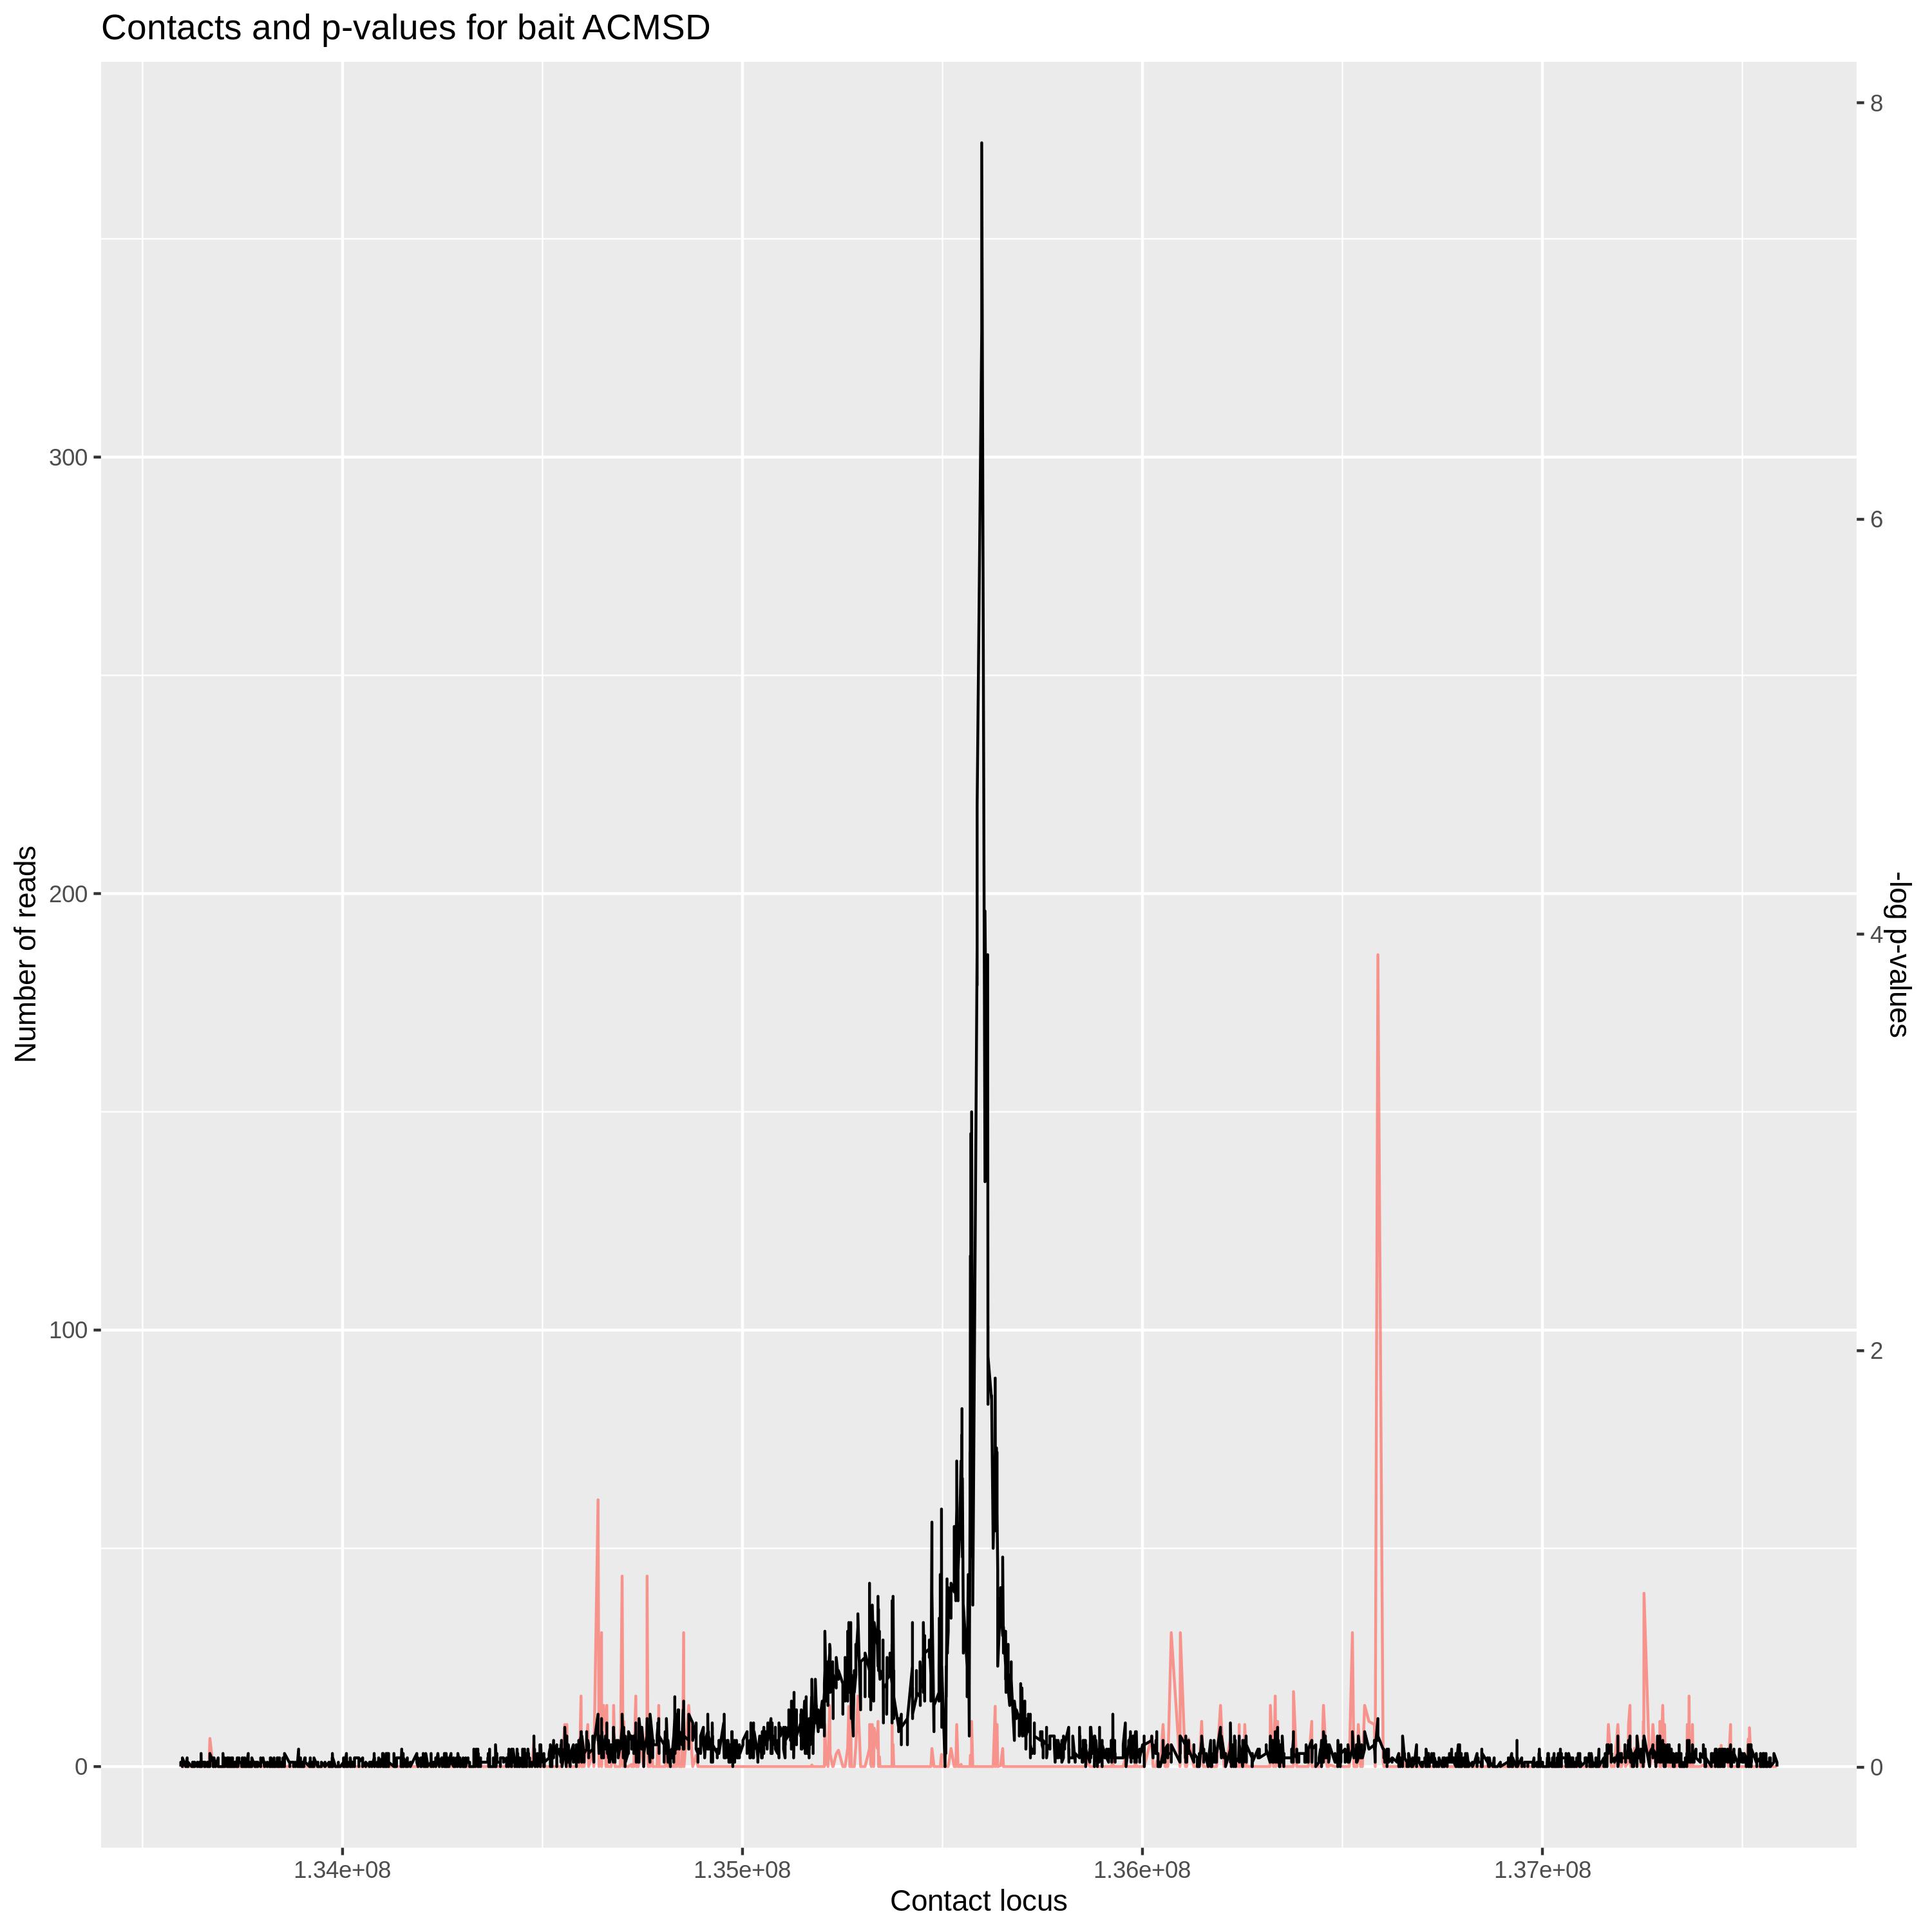 Contacts and p-values for bait ACMSD
8
300
6
200
4
100
2
0
0
Number of reads
-log p-values
1.34e+08
1.35e+08
1.36e+08
1.37e+08
Contact locus